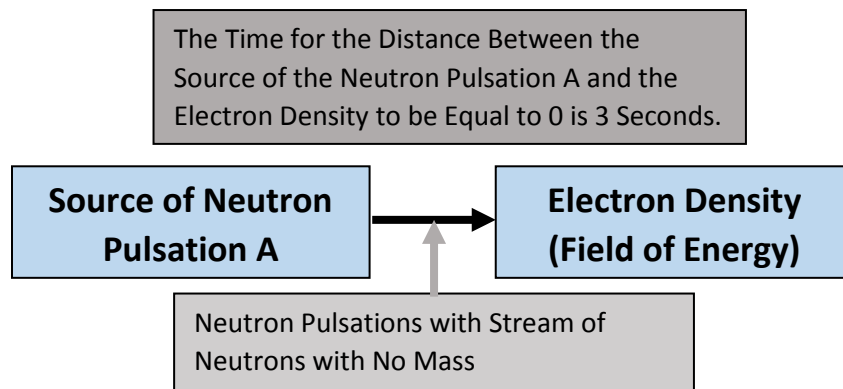 The Time for the Distance Between the
Source of the Neutron Pulsation A and the
Electron Density to be Equal to 0 is 3 Seconds.
Source of Neutron
Pulsation A
Electron Density
(Field of Energy)
Neutron Pulsations with Stream of
Neutrons with No Mass